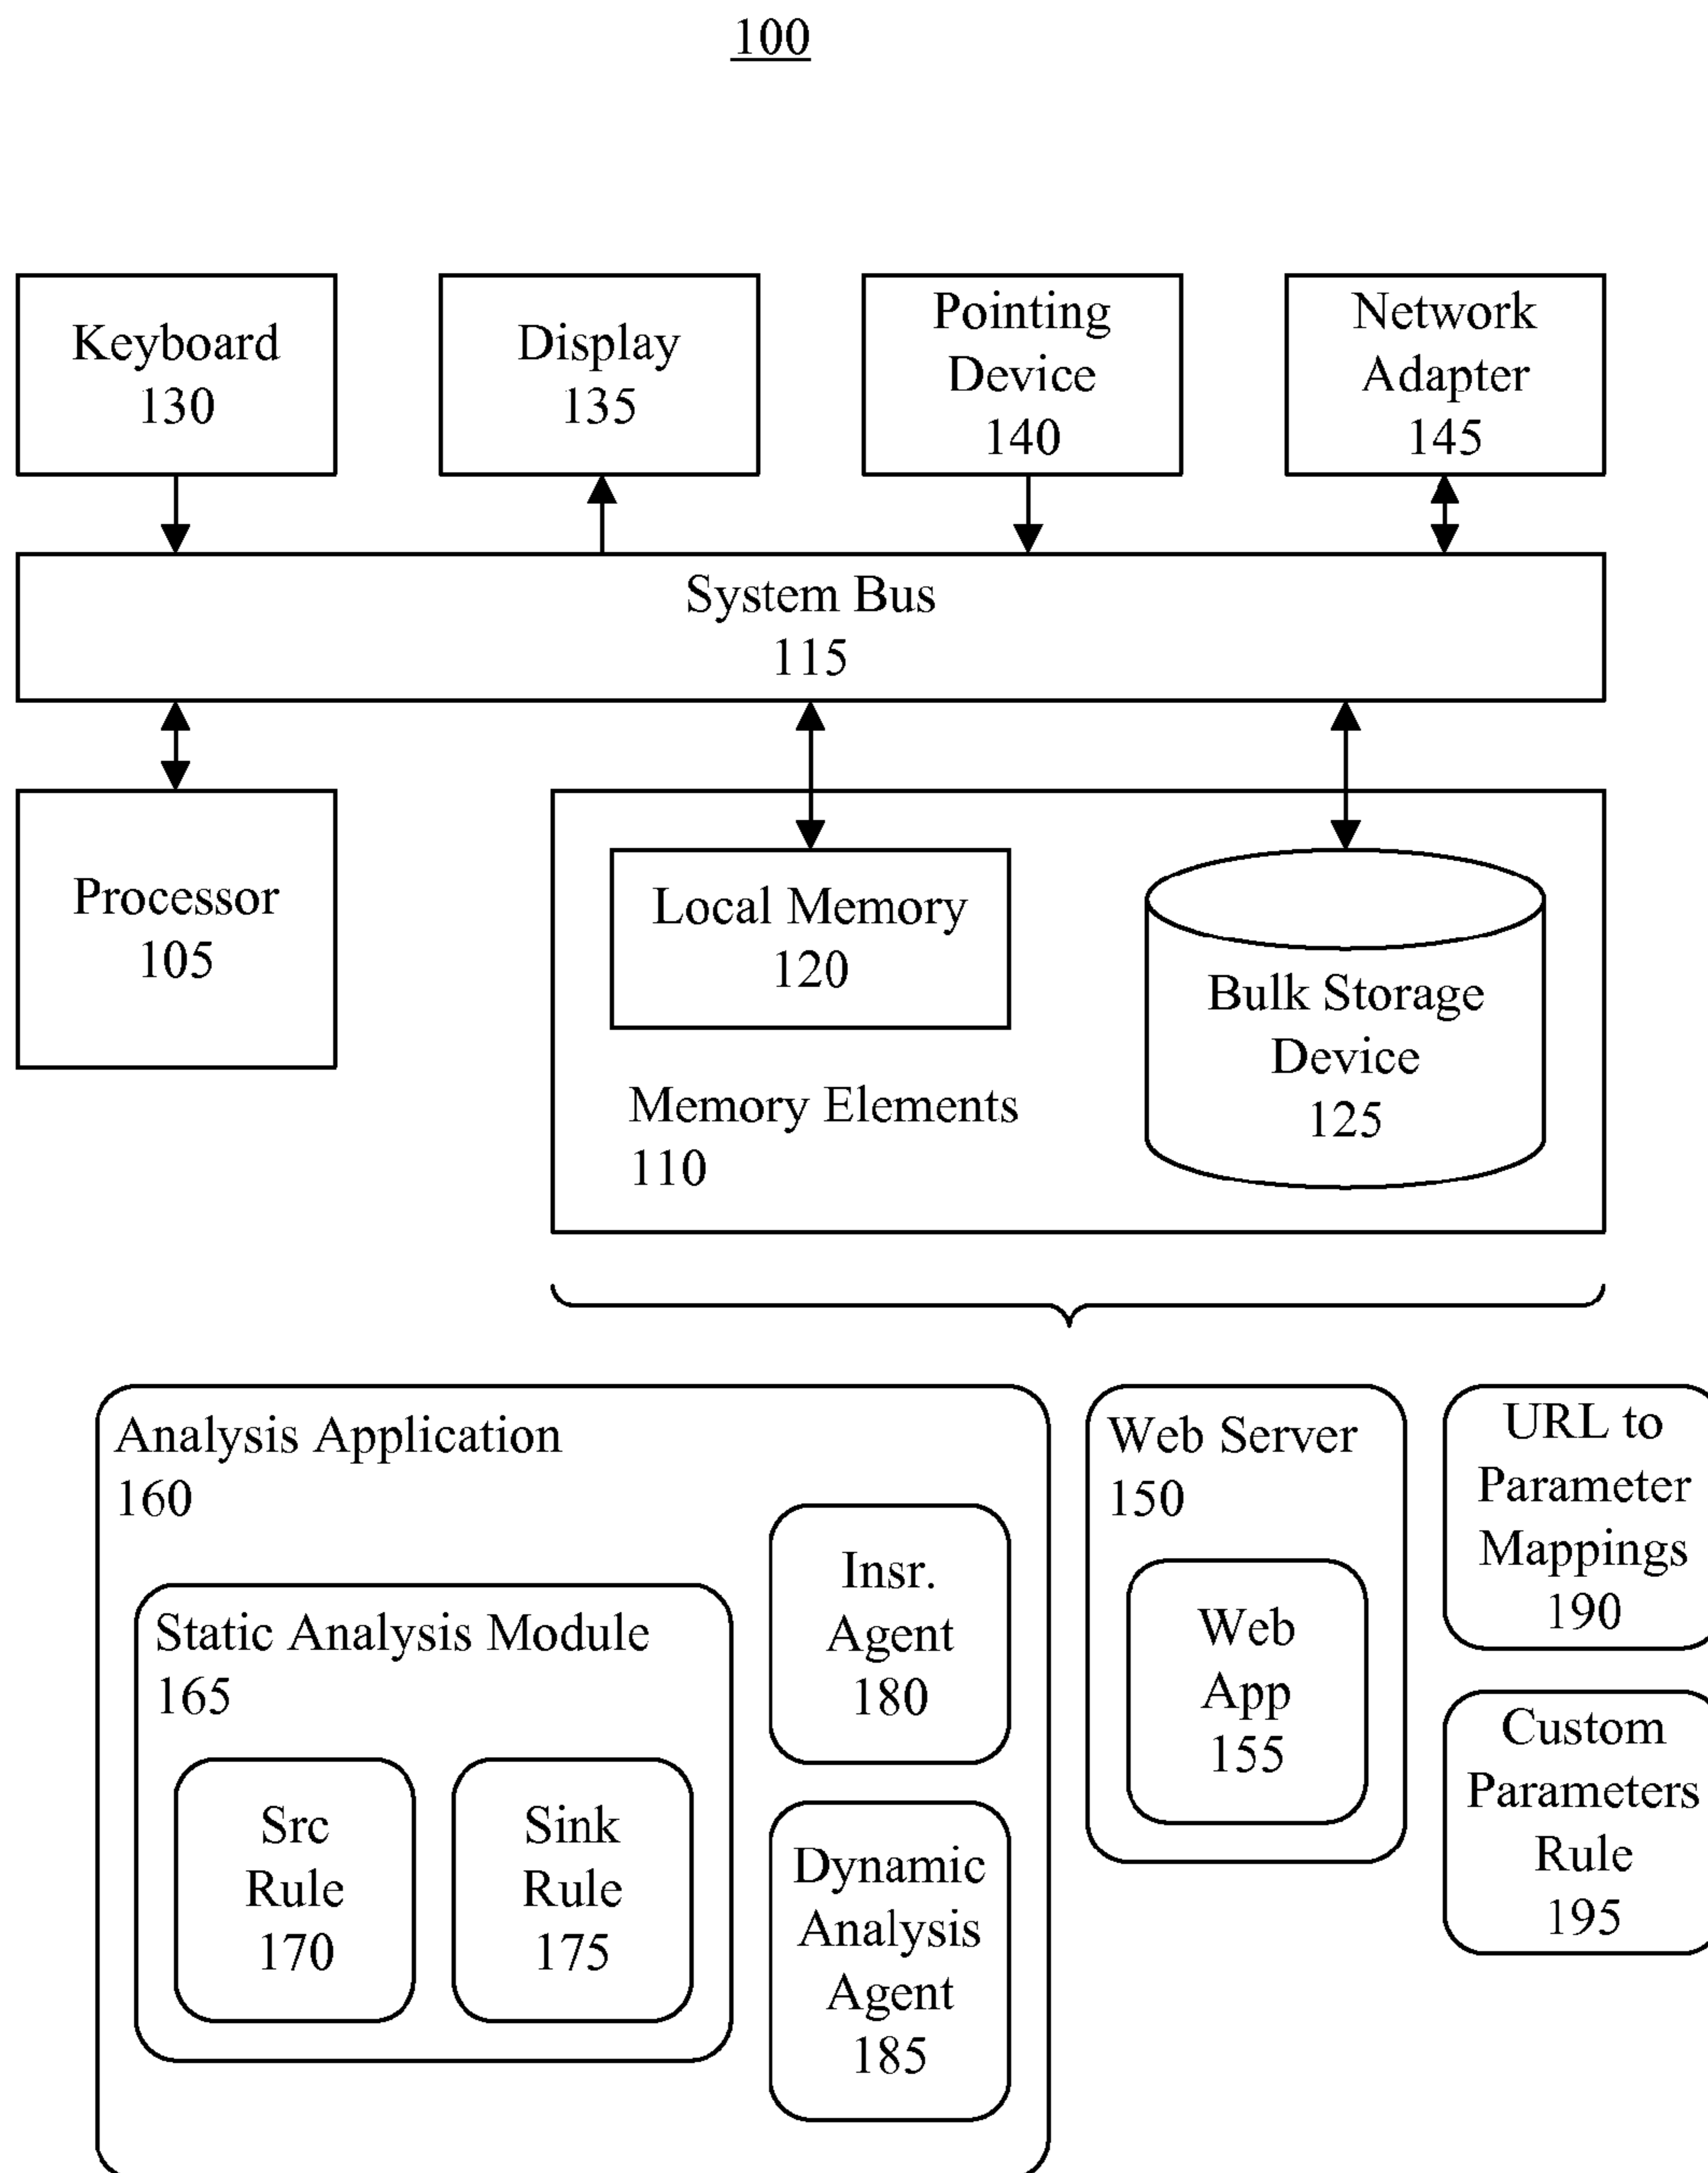 100
Keyboard
130
Display
135
Pointing
Device
140
Network
Adapter
145
System Bus
115
Processor
105
Local Memory
120
Memory Elements
110
Bulk Storage
Device
125
Analysis Application
160
Static Analysis Module
165
Src
Rule
170
Sink
Rule
175
Insr.
Agent
180
Dynamic
Analysis
Agent
185
Web Server
150
Web
App
155
URL to
Parameter
Mappings
190
Custom
Parameters
Rule
195